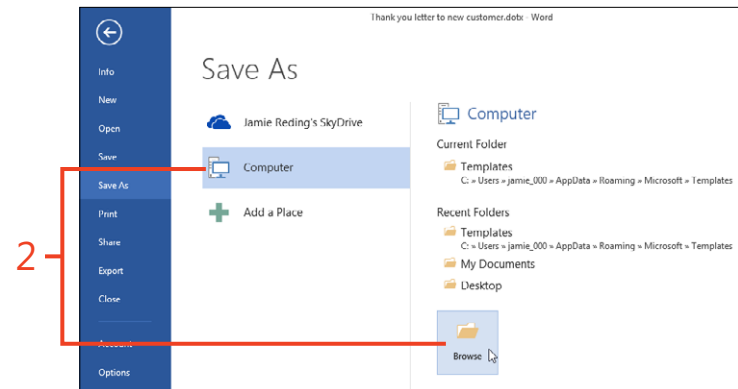 Thank you letter to new customer.dotx - Word
Info
New
Open
Save
Save As
Print
Share
Export
Close
Account
Options
Save As
Jamie Reding's SkyDrive
Computer
Add a Place
Computer
Current Folder
Templates
C: » Users » jamie_000 » AppData » Roaming » Microsoft » Templates
Recent Folders
Templates
C: » Users » jamie_000 » AppData » Roaming » Microsoft » Templates
My Documents
Desktop
Browse
2